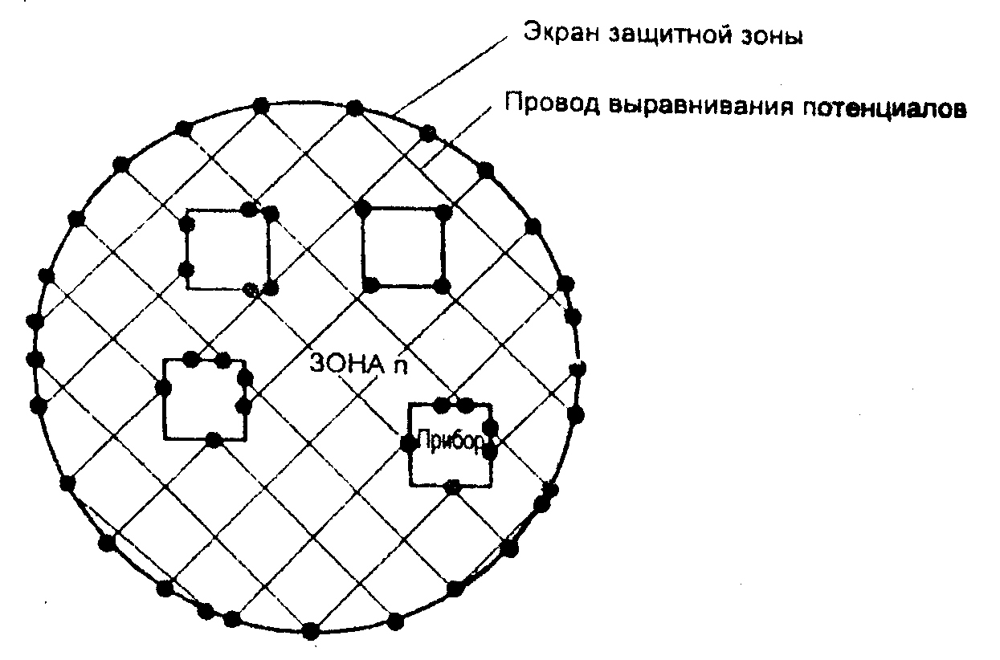 Экран защитной зоны
Провод выравнивания потенциалов
ЗОНА n
Прибор